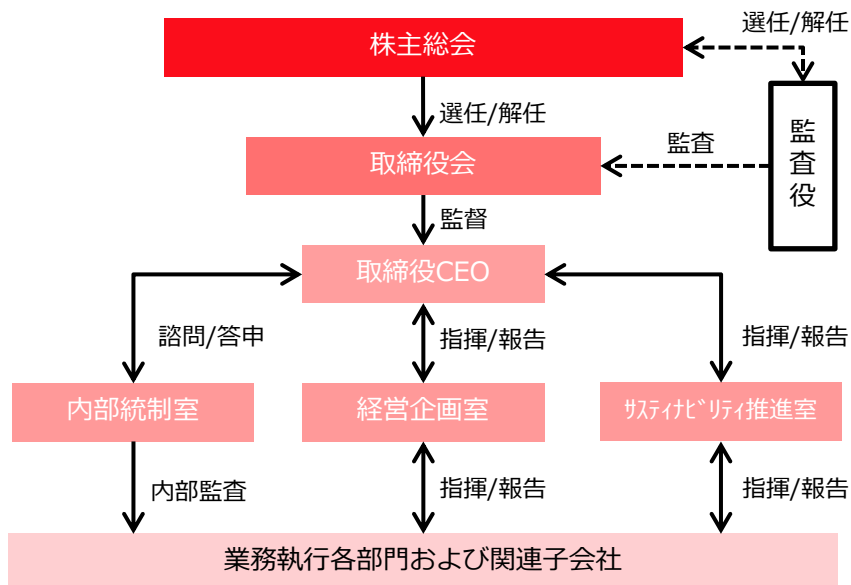 株主総会
選任/解任
選任/解任
監査役
取締役会
監査
監督
取締役CEO
諮問/答申
指揮/報告
指揮/報告
内部統制室
経営企画室
ｻｽﾃｨﾅﾋﾞﾘﾃｨ推進室
内部監査
指揮/報告
指揮/報告
業務執行各部門および関連子会社